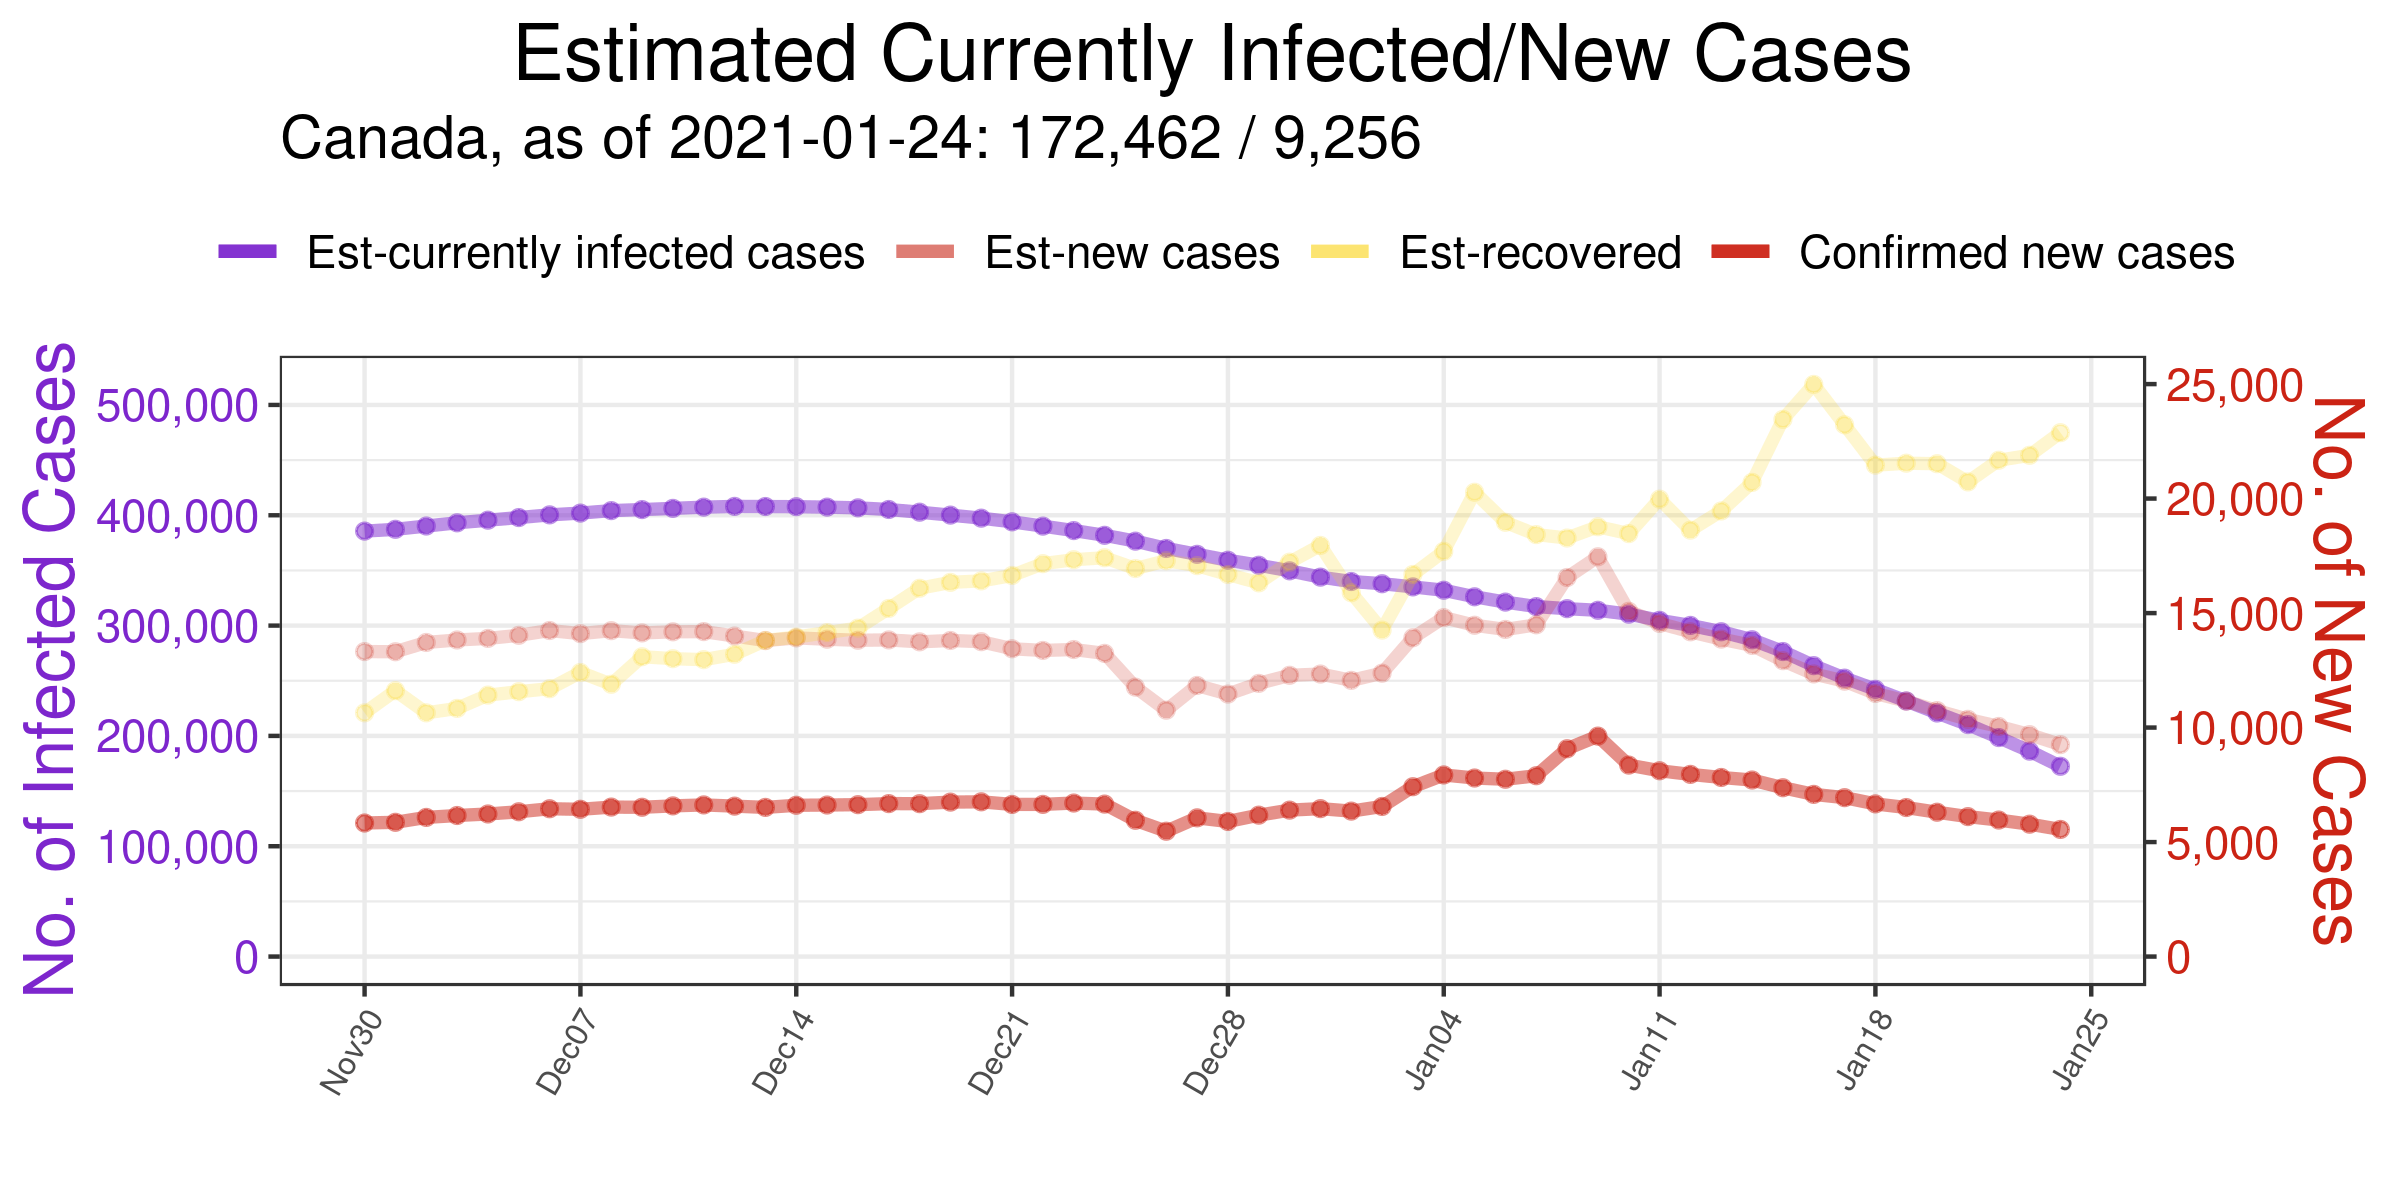 Estimated Currently Infected/New Cases
Canada, as of 2021-01-24: 172,462 / 9,256
Est-currently infected cases Est-new cases Est-recovered Confirmed new cases
No. of Infected Cases
500,000
400,000
300,000
200,000
100,000
0
25,000
20,000
15,000
10,000
5,000
0
No. of New Cases
Nov30 Dec07 Dec14 Dec21 Dec28 Jan04 Jan11 Jan18 Jan25